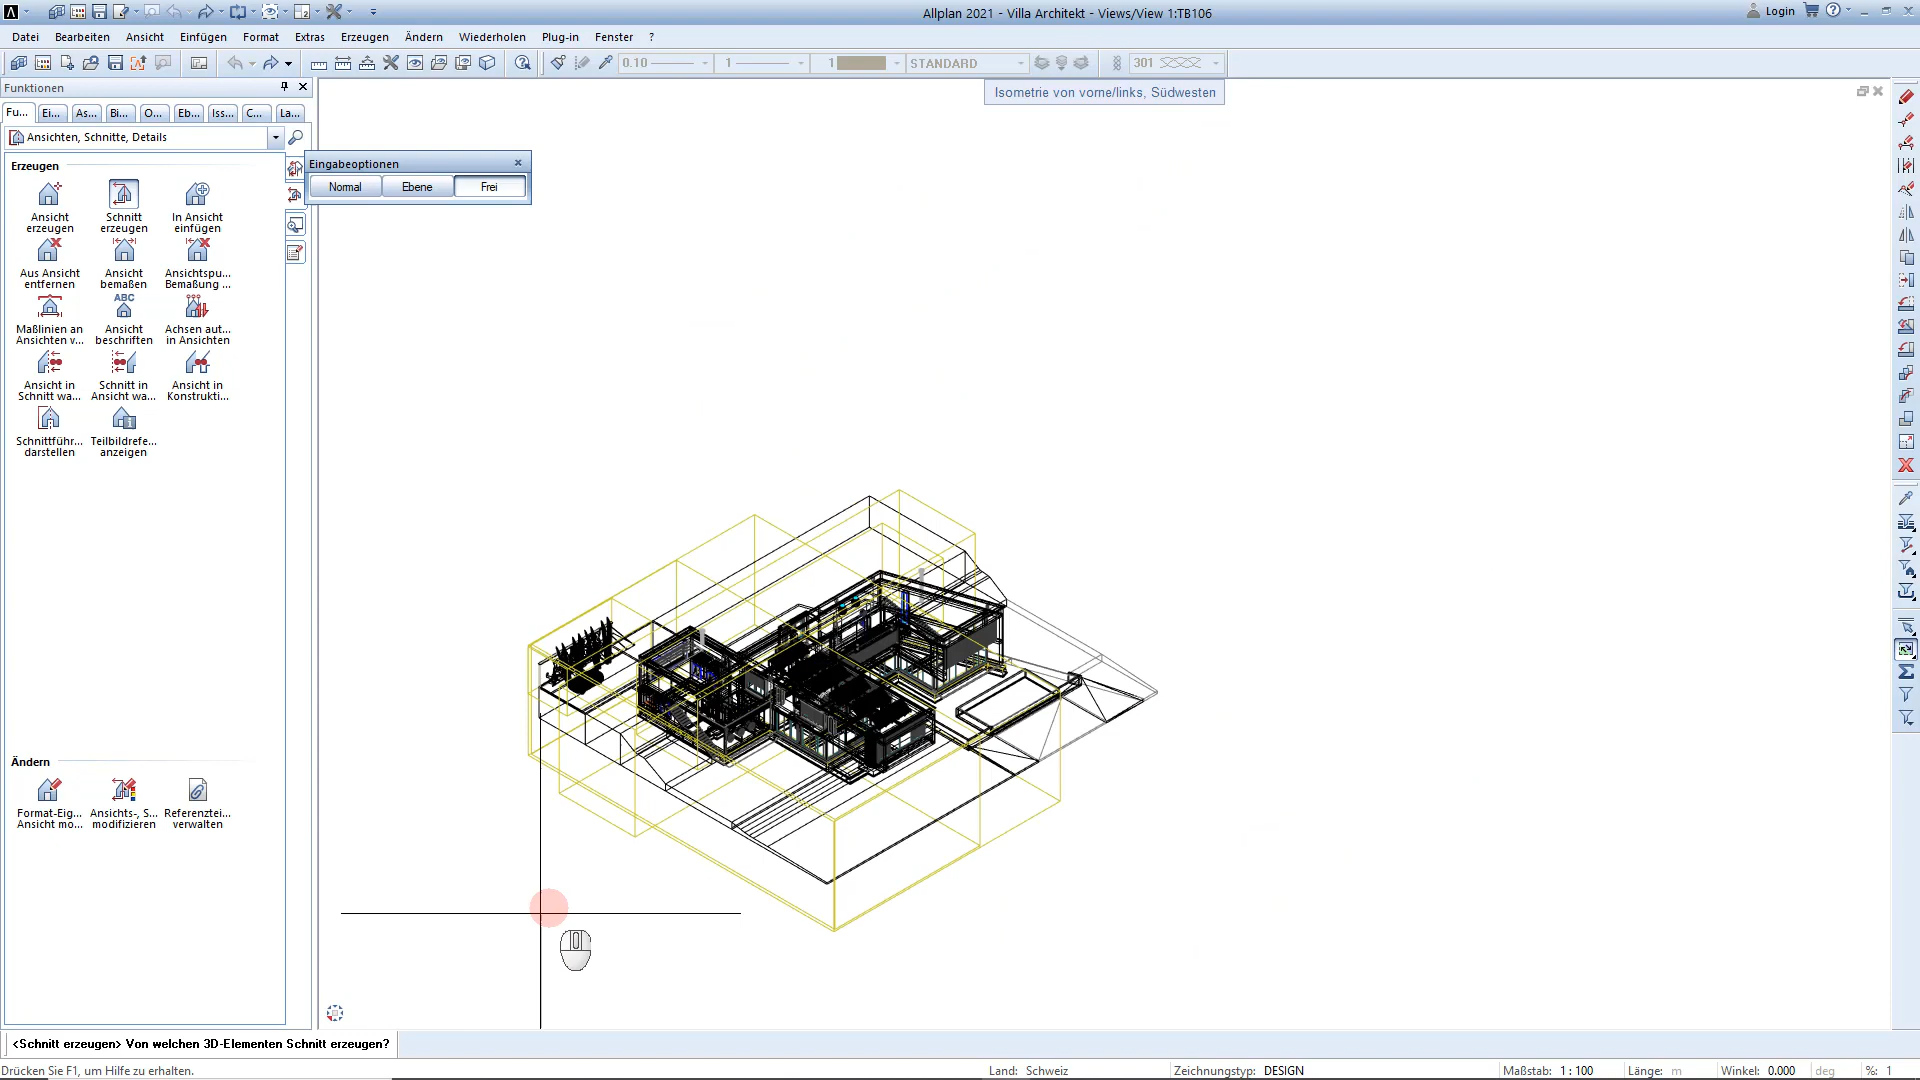 Allplan 2021 - Villa Architekt - Views/View 1:TB106
Login
Datei Bearbeiten Ansicht Einfügen Format Extras Erzeugen Ändern Wiederholen Plug-in Fenster ?
0.10 1 1 STANDARD 301
Funktionen
Fu... Ei... As... Bi... O... Eb... Iss... C... La...
Isometrie von vorne/links, Südwesten
Ansichten, Schnitte, Details
Eingabeoptionen
Normal Ebene Frei
Erzeugen
Ansicht erzeugen
Schnitt erzeugen
In Ansicht einfügen
Aus Ansicht entfernen
Ansicht bemaßen
Ansichtspu... Bemaßung ...
Maßlinien an Ansichten v...
ABC
Ansicht beschriften
Achsen aut... in Ansichten
Ansicht in Schnitt wa...
Schnitt in Ansicht wa...
Ansicht in Konstrukti...
Schnittführ... darstellen
Teilbildrefe... anzeigen
Ändern
Format-Eig... Ansicht mo...
Ansichts-, S... modifizieren
Referenztei... verwalten
<Schnitt erzeugen> Von welchen 3D-Elementen Schnitt erzeugen?
Drücken Sie F1, um Hilfe zu erhalten.
Land: Schweiz Zeichnungstyp: DESIGN Maßstab: 1 : 100 Länge: m Winkel: 0.000 deg %: 1